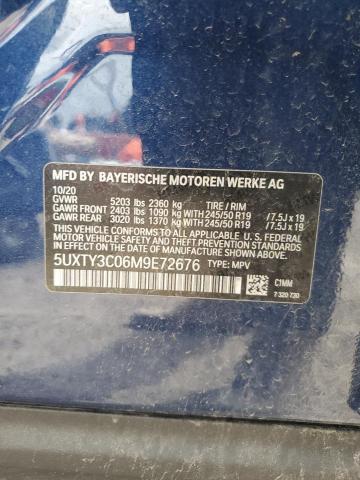 MFD BY BAYERISCHE MOTOREN WERKE AG
10/20
GVWR 5203 lbs 2360 kg TIRE / RIM
GAWR FRONT 2403 lbs 1090 kg WITH 245/50 R19 /7.5J x 19
GAWR REAR 3020 lbs 1370 kg WITH 245/50 R19 /7.5J x 19
THIS VEHICLE CONFORMS TO ALL APPLICABLE U.S. FEDERAL
MOTOR VEHICLE SAFETY, BUMPER, AND THEFT PREVENTION
STANDARDS IN EFFECT ON THE DATE OF MANUFACTURE SHOWN ABOVE.
5UXTY3C06M9E72676 TYPE: MPV
C1MM
7 320 730